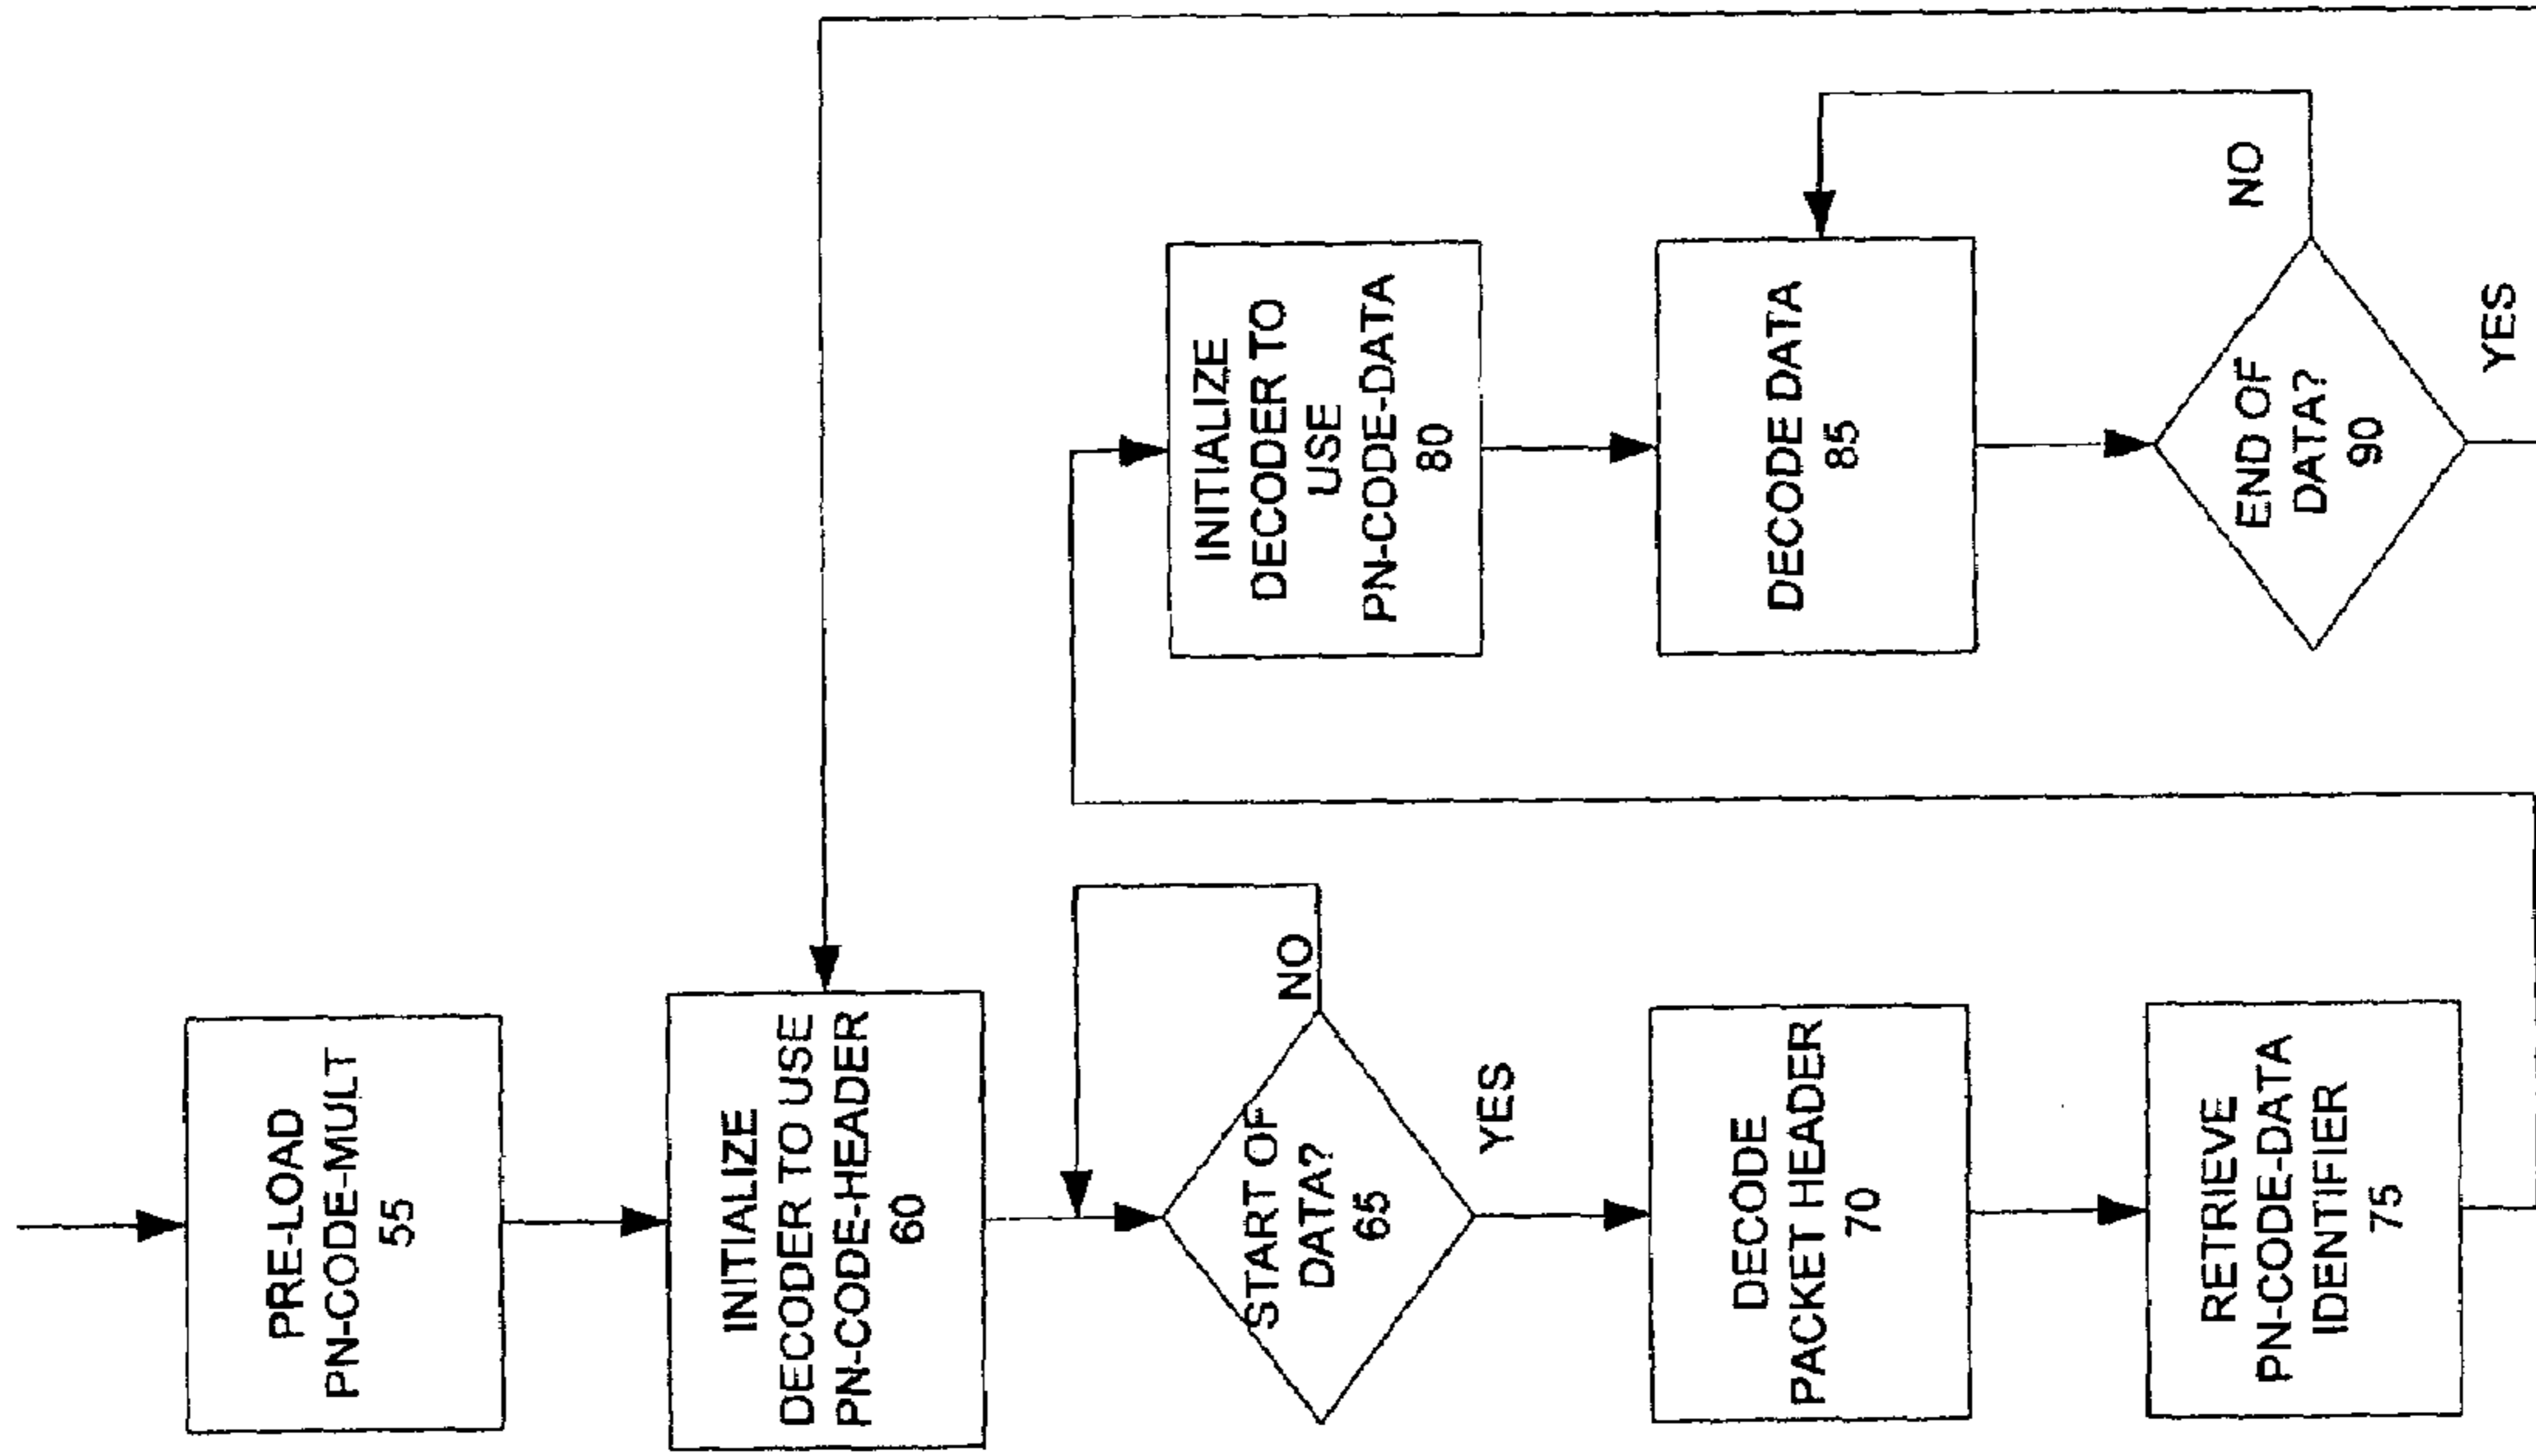 PRE-LOAD
PN-CODE-MULT
55
INITIALIZE
DECODER TO USE
PN-CODE-HEADER
60
START OF
DATA?
65
NO
YES
DECODE
PACKET HEADER
70
RETRIEVE
PN-CODE-DATA
IDENTIFIER
75
INITIALIZE
DECODER TO
USE
PN-CODE-DATA
80
DECODE DATA
85
END OF
DATA?
90
NO
YES